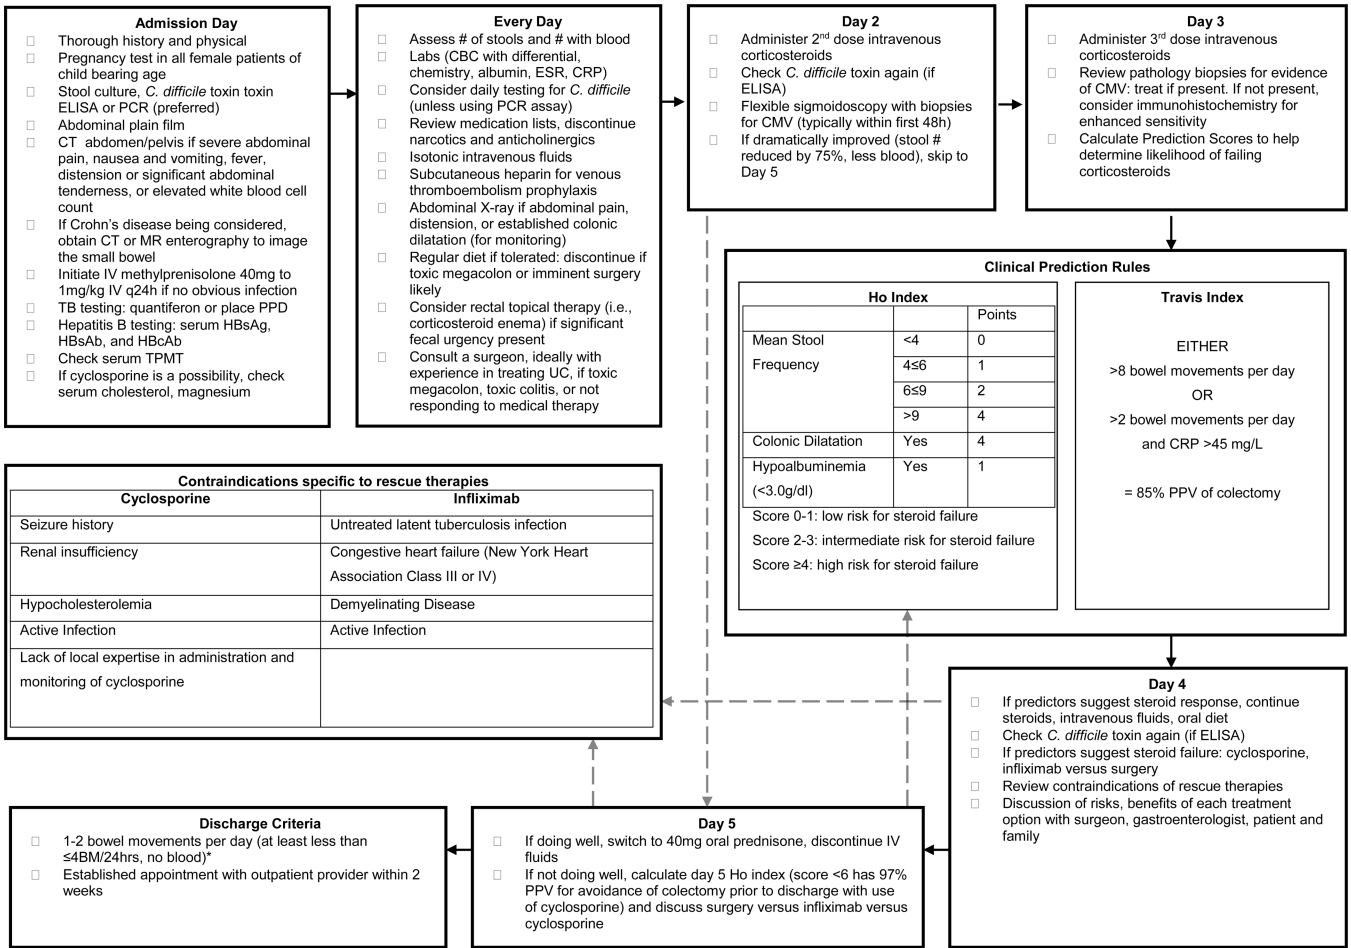 Admission Day
Thorough history and physical
Pregnancy test in all female patients of
child bearing age
Stool culture, C. difficile toxin toxin
ELISA or PCR (preferred)
Abdominal plain film
CT abdomen/pelvis if severe abdominal
pain, nausea and vomiting, fever,
distension or significant abdominal
tenderness, or elevated white blood cell
count
If Crohn's disease being considered,
obtain CT or MR enterography to image
the small bowel
Initiate IV methylprenisolone 40mg to
1mg/kg IV q24h if no obvious infection
TB testing: quantiferon or place PPD
Hepatitis B testing: serum HBsAg,
HBsAb, and HBcAb
Check serum TPMT
If cyclosporine is a possibility, check
serum cholesterol, magnesium
Every Day
Assess # of stools and # with blood
Labs (CBC with differential,
chemistry, albumin, ESR, CRP)
Consider daily testing for C. difficile
(unless using PCR assay)
Review medication lists, discontinue
narcotics and anticholinergics
Isotonic intravenous fluids
Subcutaneous heparin for venous
thromboembolism prophylaxis
Abdominal X-ray if abdominal pain,
distension, or established colonic
dilatation (for monitoring)
Regular diet if tolerated: discontinue if
toxic megacolon or imminent surgery
likely
Consider rectal topical therapy (i.e.,
corticosteroid enema) if significant
fecal urgency present
Consult a surgeon, ideally with
experience in treating UC, if toxic
megacolon, toxic colitis, or not
responding to medical therapy
Day 2
Administer 2nd dose intravenous
corticosteroids
Check C. difficile toxin again (if
ELISA)
Flexible sigmoidoscopy with biopsies
for CMV (typically within first 48h)
If dramatically improved (stool #
reduced by 75%, less blood), skip to
Day 5
Day 3
Administer 3rd dose intravenous
corticosteroids
Review pathology biopsies for evidence
of CMV: treat if present. If not present,
consider immunohistochemistry for
enhanced sensitivity
Calculate Prediction Scores to help
determine likelihood of failing
corticosteroids
Clinical Prediction Rules
Ho Index
Points
Mean Stool <4 0
Frequency 4≤6 1
6≤9 2
>9 4
Colonic Dilatation Yes 4
Hypoalbuminemia Yes 1
(<3.0g/dl)
Score 0-1: low risk for steroid failure
Score 2-3: intermediate risk for steroid failure
Score ≥4: high risk for steroid failure
Travis Index
EITHER
>8 bowel movements per day
OR
>2 bowel movements per day
and CRP >45 mg/L
= 85% PPV of colectomy
Contraindications specific to rescue therapies
Cyclosporine Infliximab
Seizure history Untreated latent tuberculosis infection
Renal insufficiency Congestive heart failure (New York Heart
Association Class III or IV)
Hypocholesterolemia Demyelinating Disease
Active Infection Active Infection
Lack of local expertise in administration and
monitoring of cyclosporine
Day 4
If predictors suggest steroid response, continue
steroids, intravenous fluids, oral diet
Check C. difficile toxin again (if ELISA)
If predictors suggest steroid failure: cyclosporine,
infliximab versus surgery
Review contraindications of rescue therapies
Discussion of risks, benefits of each treatment
option with surgeon, gastroenterologist, patient and
family
Day 5
If doing well, switch to 40mg oral prednisone, discontinue IV
fluids
If not doing well, calculate day 5 Ho index (score <6 has 97%
PPV for avoidance of colectomy prior to discharge with use
of cyclosporine) and discuss surgery versus infliximab versus
cyclosporine
Discharge Criteria
1-2 bowel movements per day (at least less than
≤4BM/24hrs, no blood)*
Established appointment with outpatient provider within 2
weeks